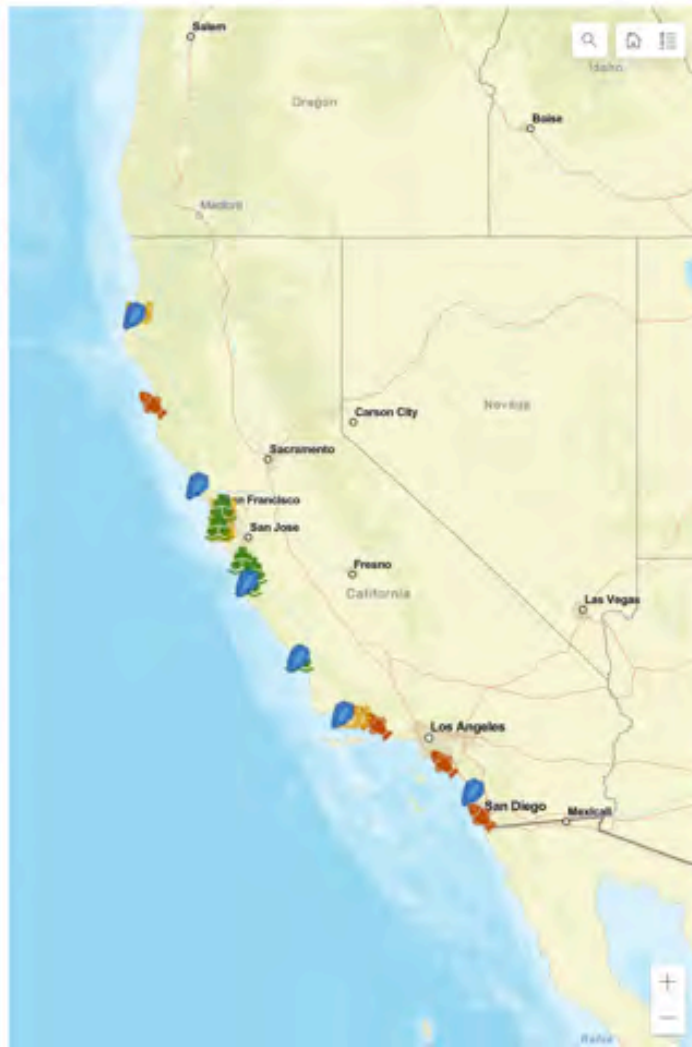 Salem
Idaho
Oregon
Boise
Medford
Carson City
Nevada
Sacramento
San Francisco
San Jose
Fresno
California
Las Vegas
Los Angeles
San Diego
Mexicali
+
−
Baja